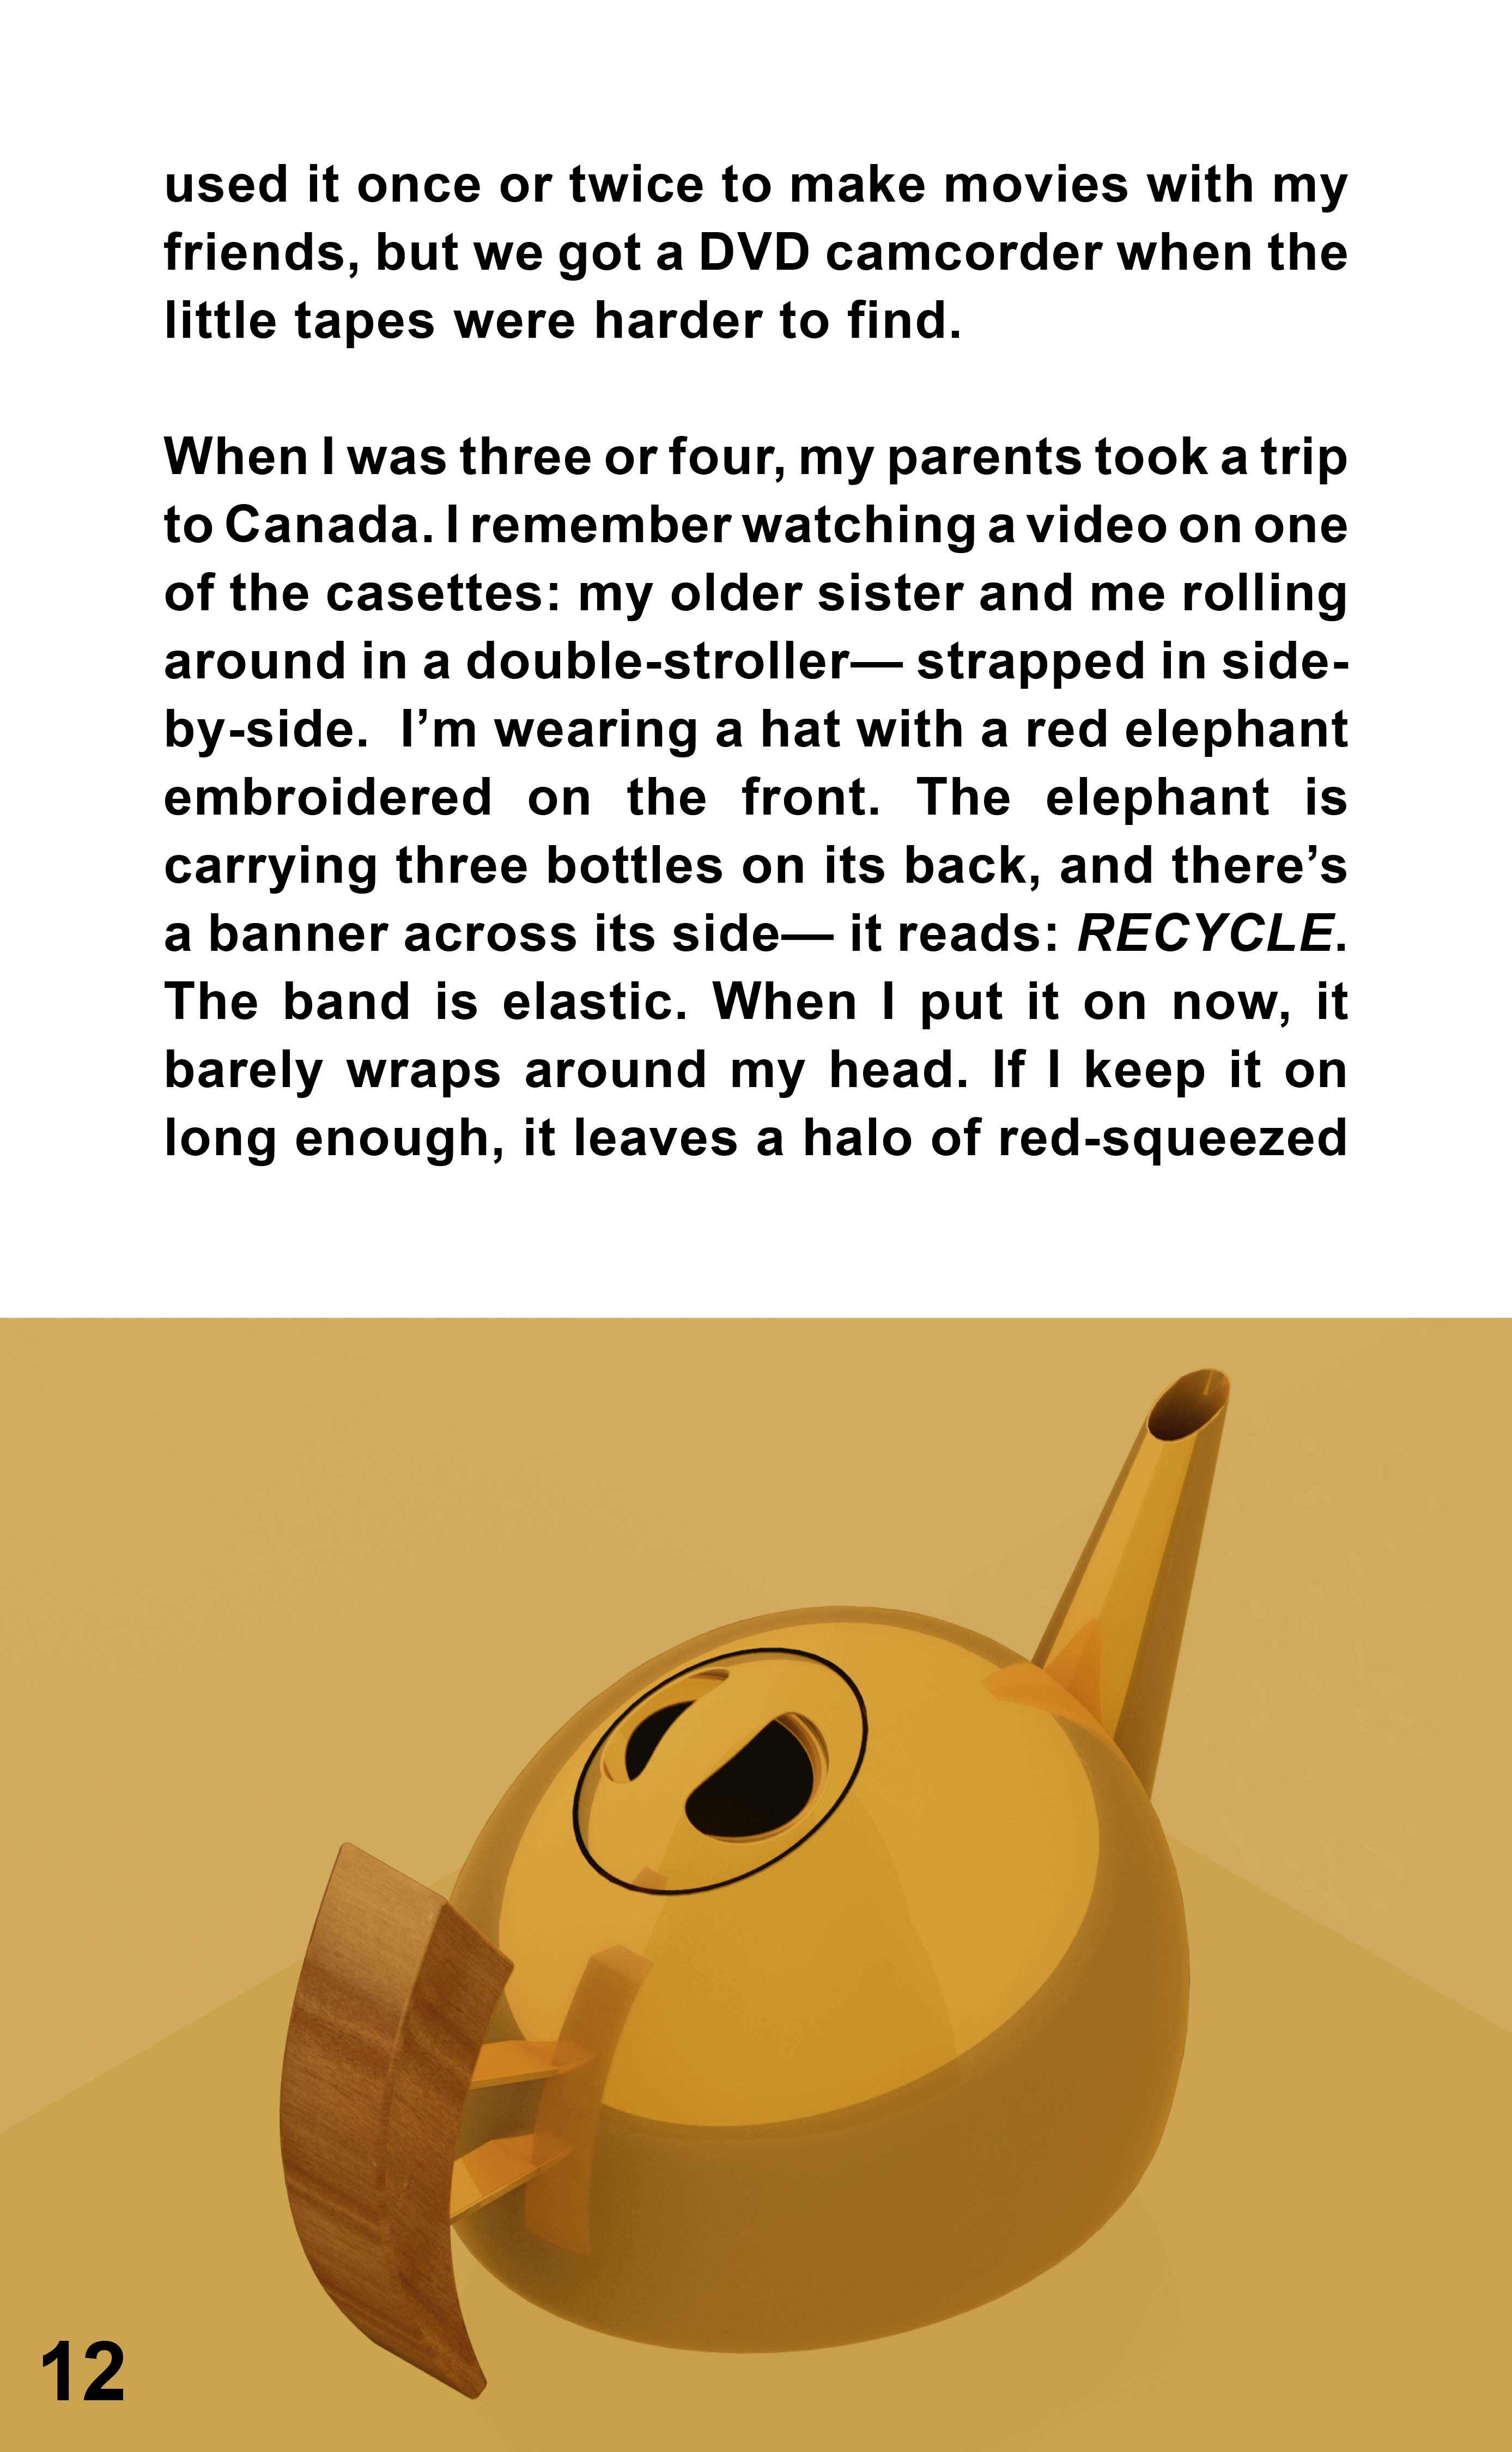 used it once or twice to make movies with my
friends, but we got a DVD camcorder when the
little tapes were harder to find.
When I was three or four, my parents took a trip
to Canada. I remember watching a video on one
of the casettes: my older sister and me rolling
around in a double-stroller— strapped in side-
by-side.  I’m wearing a hat with a red elephant
embroidered on the front. The elephant is
carrying three bottles on its back, and there’s
a banner across its side— it reads: RECYCLE.
The band is elastic. When I put it on now, it
barely wraps around my head. If I keep it on
long enough, it leaves a halo of red-squeezed
12